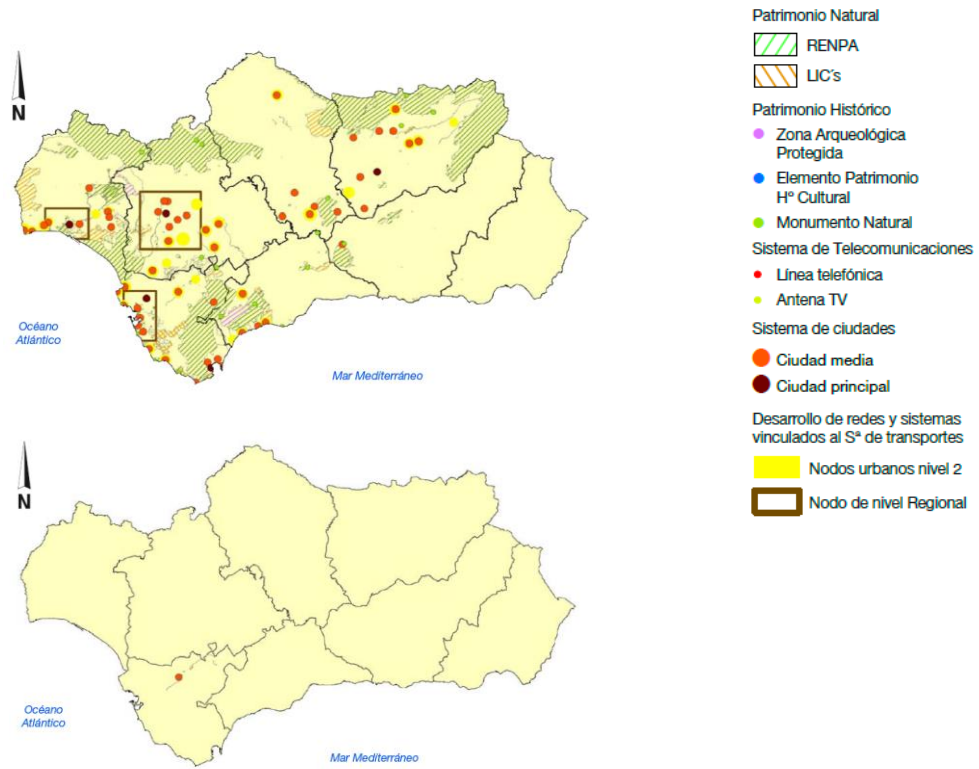 N
Océano
Atlántico
Mar Mediterráneo
N
Océano
Atlántico
Mar Mediterráneo
Patrimonio Natural
RENPA
LIC´s
Patrimonio Histórico
Zona Arqueológica
Protegida
Elemento Patrimonio
Hº Cultural
Monumento Natural
Sistema de Telecomunicaciones
Línea telefónica
Antena TV
Sistema de ciudades
Ciudad media
Ciudad principal
Desarrollo de redes y sistemas
vinculados al Sª de transportes
Nodos urbanos nivel 2
Nodo de nivel Regional